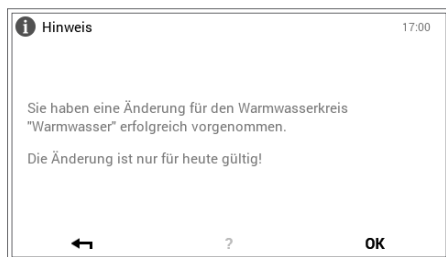 Hinweis 17:00
Sie haben eine Änderung für den Warmwasserkreis
"Warmwasser" erfolgreich vorgenommen.
Die Änderung ist nur für heute gültig!
? OK